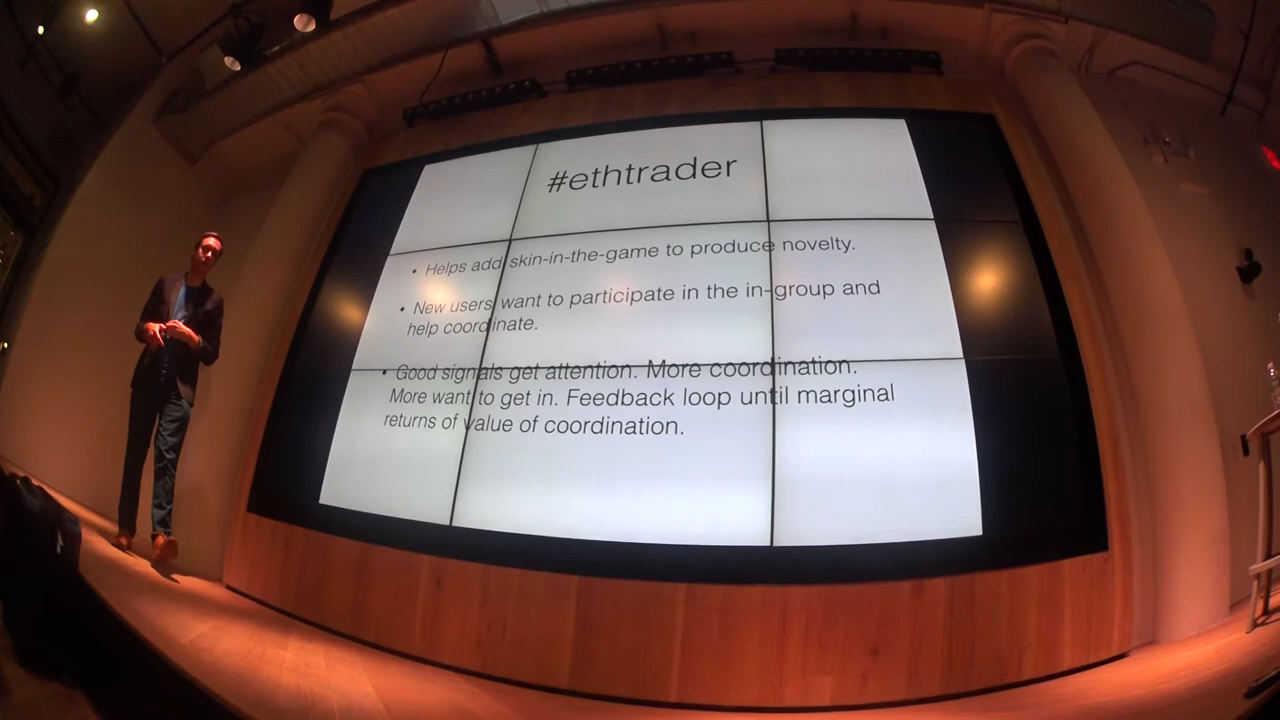 #ethtrader
• Helps add skin-in-the-game to produce novelty.
• New users want to participate in the in-group and
help coordinate.
• Good signals get attention. More coordination.
More want to get in. Feedback loop until marginal
returns of value of coordination.